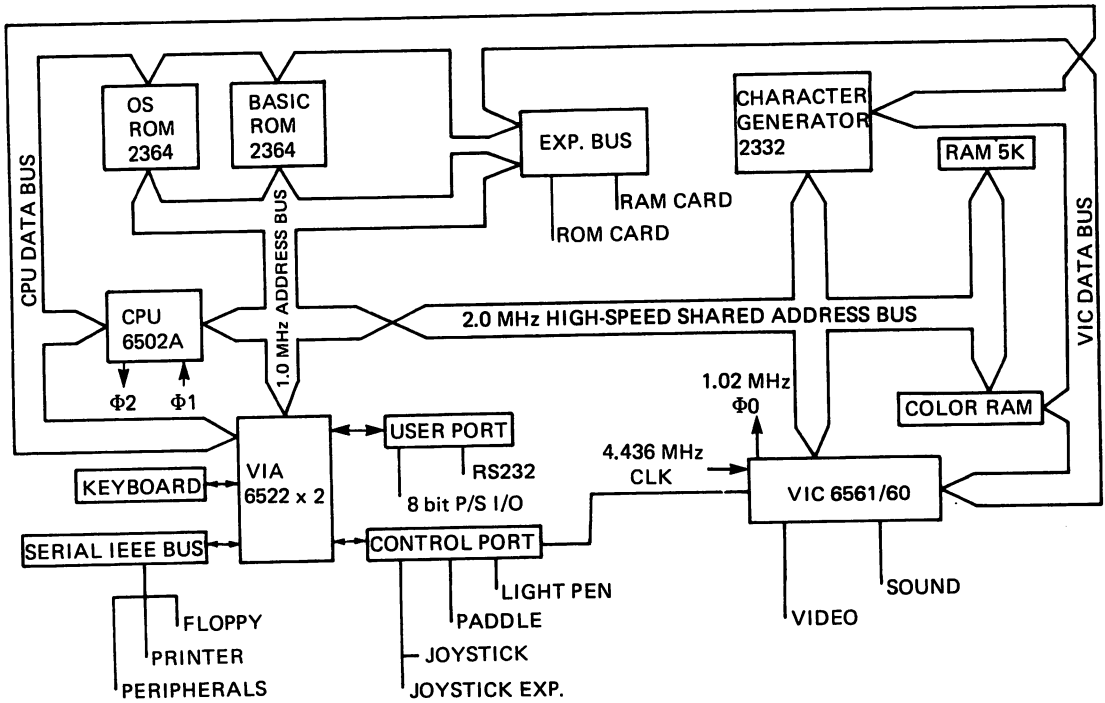 OS
ROM
2364
BASIC
ROM
2364
EXP. BUS
RAM CARD
ROM CARD
CHARACTER
GENERATOR
2332
RAM 5K
CPU DATA BUS
1.0 MHz ADDRESS BUS
VIC DATA BUS
CPU
6502A
Φ2
Φ1
2.0 MHz HIGH-SPEED SHARED ADDRESS BUS
COLOR RAM
1.02 MHz
Φ0
4.436 MHz
CLK
VIC 6561/60
SOUND
VIDEO
VIA
6522 x 2
USER PORT
RS232
8 bit P/S I/O
KEYBOARD
SERIAL IEEE BUS
FLOPPY
PRINTER
PERIPHERALS
CONTROL PORT
LIGHT PEN
PADDLE
JOYSTICK
JOYSTICK EXP.